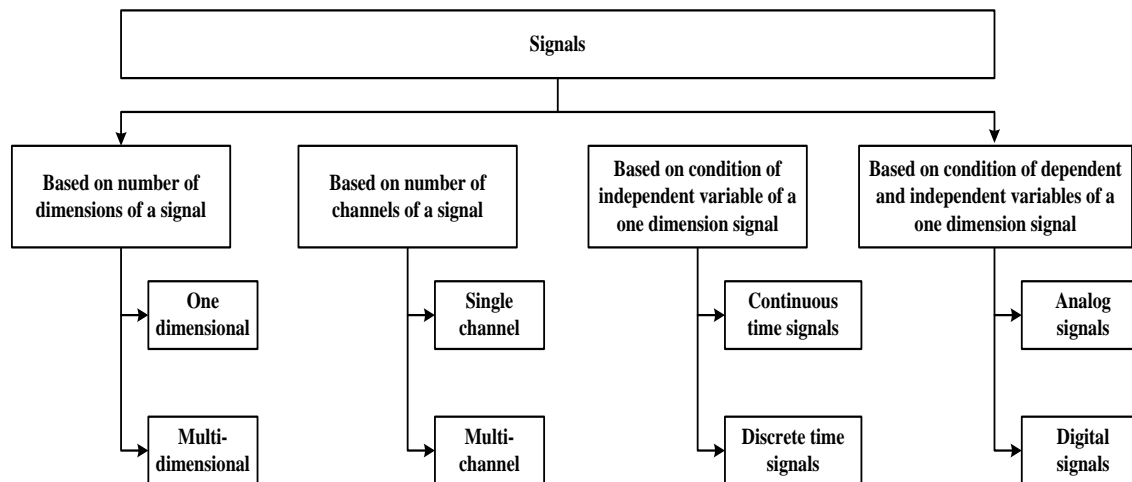 Signals
Based on number of
dimensions of a signal
Based on number of
channels of a signal
Based on condition of
independent variable of a
one dimension signal
Based on condition of dependent
and independent variables of a
one dimension signal
One
dimensional
Single
channel
Continuous
time signals
Analog
signals
Multi-
dimensional
Multi-
channel
Discrete time
signals
Digital
signals